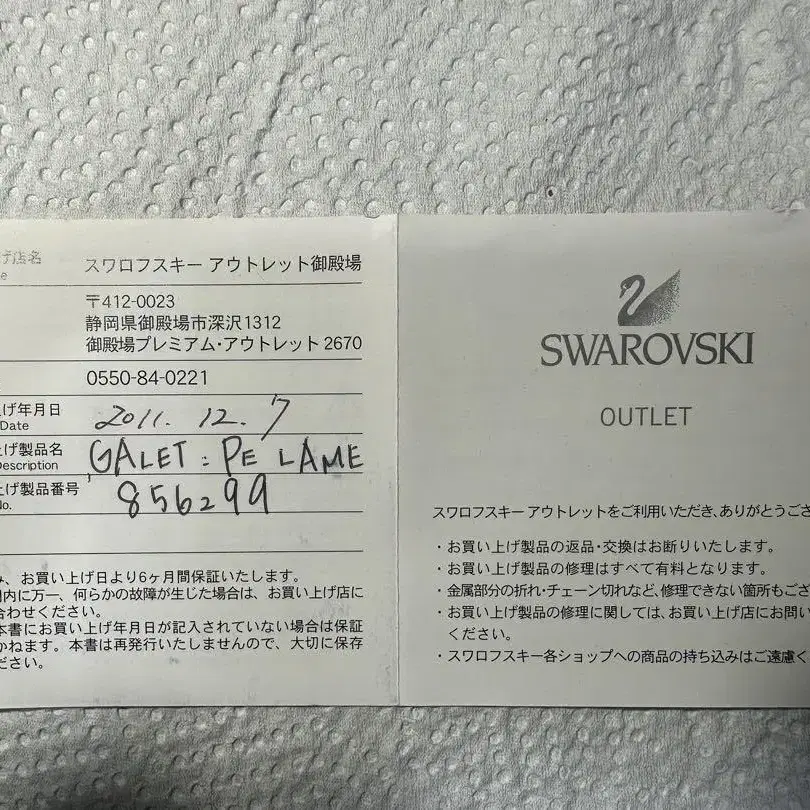 げ店名
スワロフスキー アウトレット御殿場
〒412-0023
静岡県御殿場市深沢1312
御殿場プレミアム・アウトレット 2670
0550-84-0221
げ年月日
Date
2011. 12. 7
げ製品名
Description
GALET : PE LAME
げ製品番号
No.
856299
、お買い上げ日より6ヶ月間保証いたします。
内に万一、何らかの故障が生じた場合は、お買い上げ店に
合わせください。
本書にお買い上げ年月日が記入されていない場合は保証
かねます。本書は再発行いたしませんので、大切に保存
ださい。
SWAROVSKI
OUTLET
スワロフスキー アウトレットをご利用いただき、ありがとうござ
・お買い上げ製品の返品・交換はお断りいたします。
・お買い上げ製品の修理はすべて有料となります。
・金属部分の折れ・チェーン切れなど、修理できない箇所もござ
・お買い上げ製品の修理に関しては、お買い上げ店にお問い
ください。
・スワロフスキー各ショップへの商品の持ち込みはご遠慮く